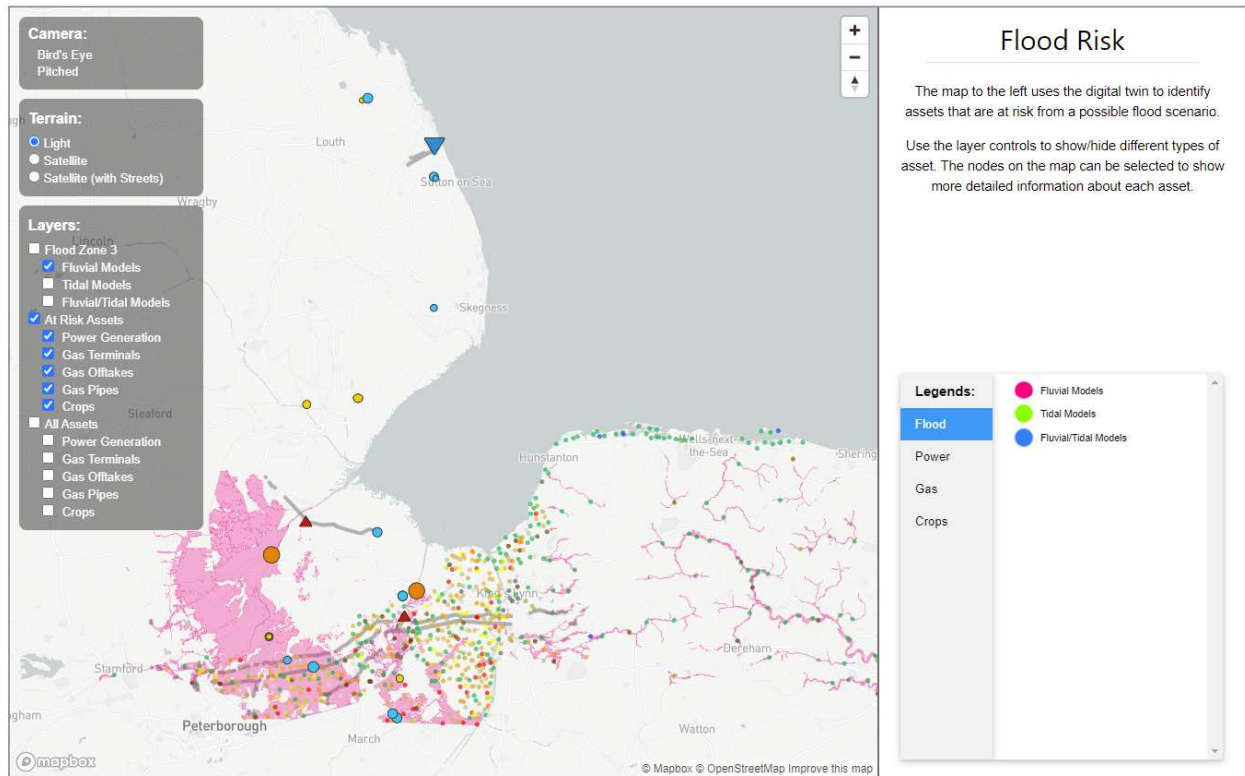 Camera:
Bird's Eye
Pitched
Terrain:
Light
Satellite
Satellite (with Streets)
Layers:
Flood Zone 3
Fluvial Models
Tidal Models
Fluvial/Tidal Models
At Risk Assets
Power Generation
Gas Terminals
Gas Offtakes
Gas Pipes
Crops
All Assets
Power Generation
Gas Terminals
Gas Offtakes
Gas Pipes
Crops
Louth
Sutton on Sea
Wragby
Lincoln
Skegness
Sleaford
Hunstanton
Wells-next-
the-Sea
Shering
King's Lynn
Dereham
Stamford
Peterborough
March
Watton
ngham
mapbox
© Mapbox © OpenStreetMap Improve this map
Flood Risk
The map to the left uses the digital twin to identify
assets that are at risk from a possible flood scenario.
Use the layer controls to show/hide different types of
asset. The nodes on the map can be selected to show
more detailed information about each asset.
Legends:
Flood
Power
Gas
Crops
Fluvial Models
Tidal Models
Fluvial/Tidal Models